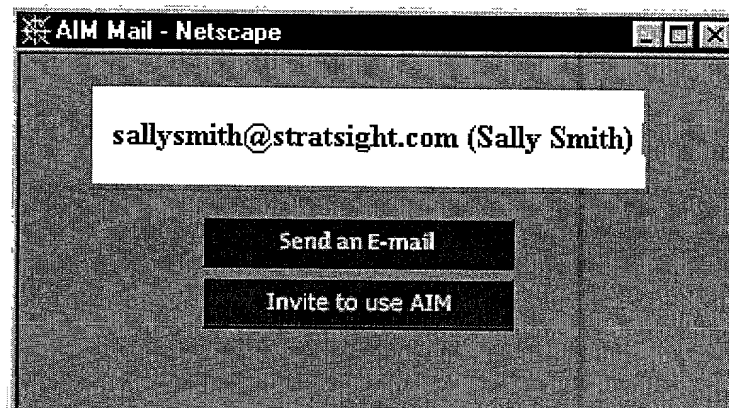 AIM Mail - Netscape
sallysmith@stratsight.com (Sally Smith)
Send an E-mail
Invite to use AIM